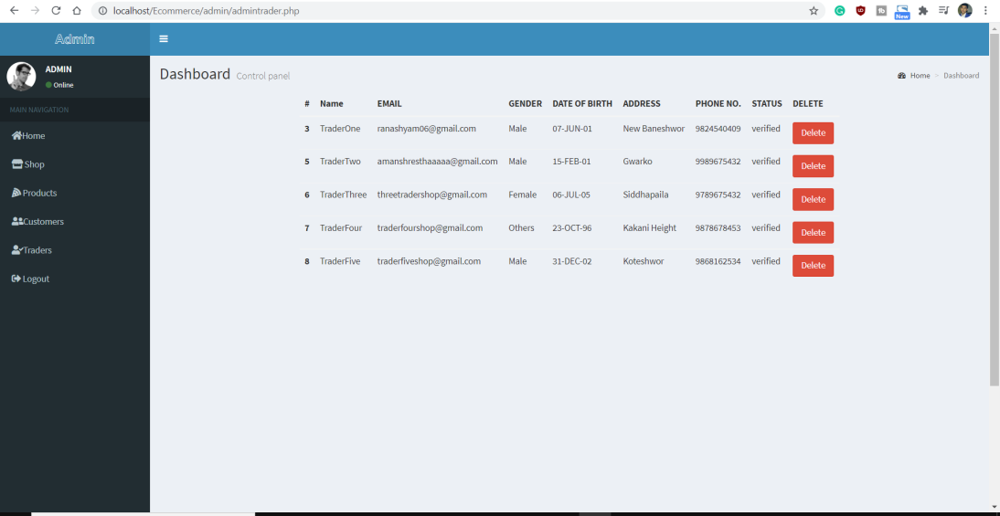 localhost/Ecommerce/admin/admintrader.php
New
Admin
ADMIN
Online
MAIN NAVIGATION
Home
Shop
Products
Customers
Traders
Logout
Dashboard Control panel
Home > Dashboard
# Name EMAIL GENDER DATE OF BIRTH ADDRESS PHONE NO. STATUS DELETE
3 TraderOne ranashyam06@gmail.com Male 07-JUN-01 New Baneshwor 9824540409 verified Delete
5 TraderTwo amanshresthaaaaa@gmail.com Male 15-FEB-01 Gwarko 9989675432 verified Delete
6 TraderThree threetradershop@gmail.com Female 06-JUL-05 Siddhapaila 9789675432 verified Delete
7 TraderFour traderfourshop@gmail.com Others 23-OCT-96 Kakani Height 9878678453 verified Delete
8 TraderFive traderfiveshop@gmail.com Male 31-DEC-02 Koteshwor 9868162534 verified Delete